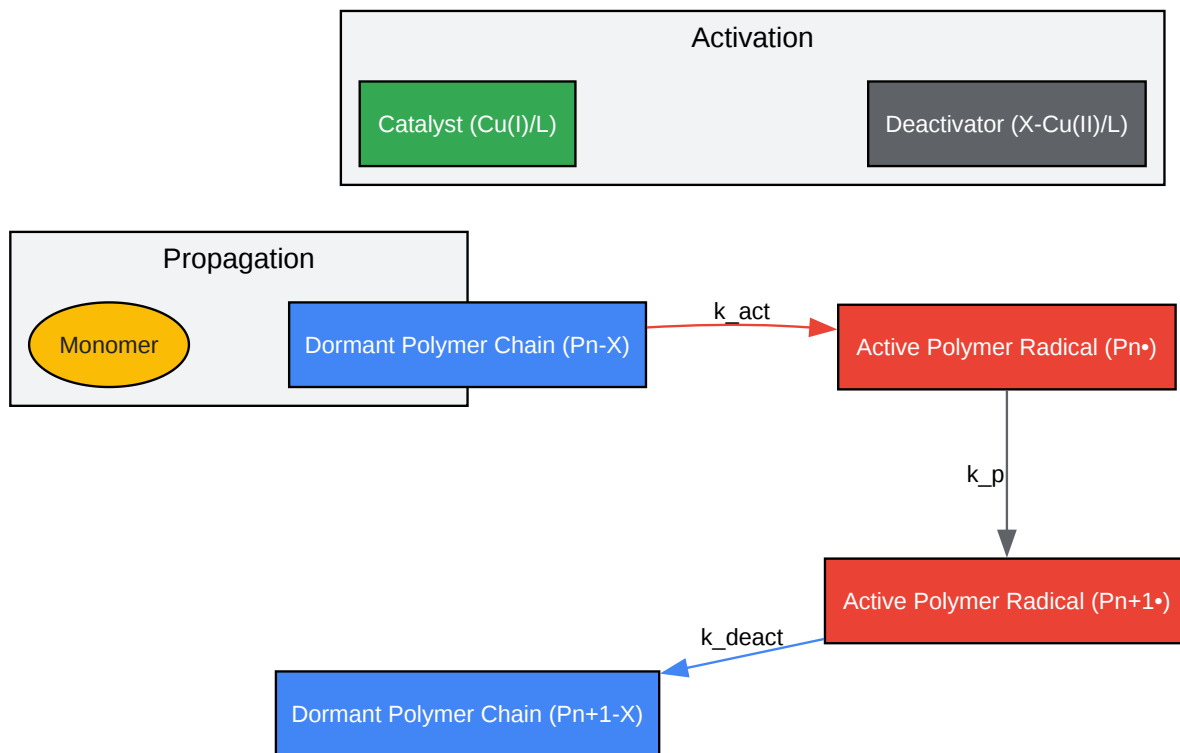 Activation
Catalyst (Cu(I)/L)
Deactivator (X-Cu(II)/L)
Propagation
Monomer
Dormant Polymer Chain (Pn-X)
k_act
Active Polymer Radical (Pn•)
k_p
Active Polymer Radical (Pn+1•)
k_deact
Dormant Polymer Chain (Pn+1-X)